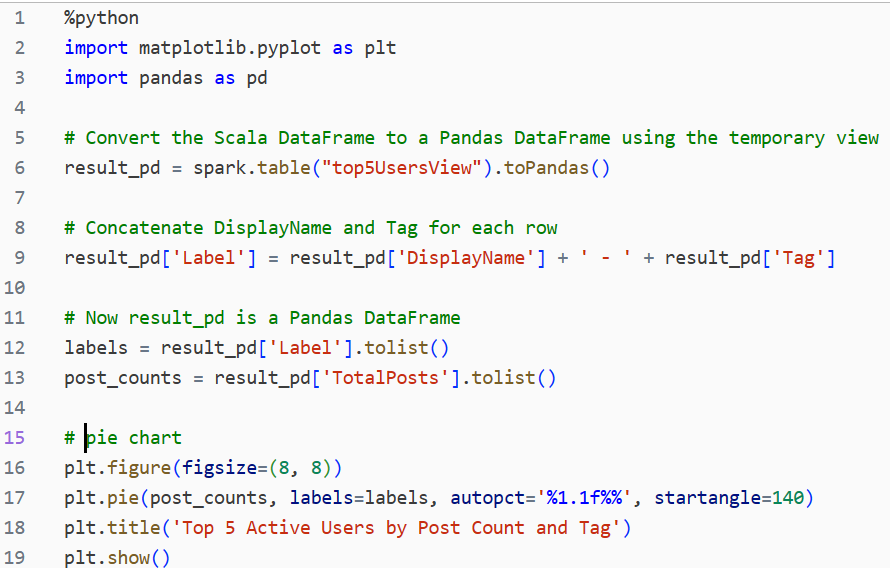 1 %python
2 import matplotlib.pyplot as plt
3 import pandas as pd
4
5 # Convert the Scala DataFrame to a Pandas DataFrame using the temporary view
6 result_pd = spark.table("top5UsersView").toPandas()
7
8 # Concatenate DisplayName and Tag for each row
9 result_pd['Label'] = result_pd['DisplayName'] + ' - ' + result_pd['Tag']
10
11 # Now result_pd is a Pandas DataFrame
12 labels = result_pd['Label'].tolist()
13 post_counts = result_pd['TotalPosts'].tolist()
14
15 # pie chart
16 plt.figure(figsize=(8, 8))
17 plt.pie(post_counts, labels=labels, autopct='%1.1f%%', startangle=140)
18 plt.title('Top 5 Active Users by Post Count and Tag')
19 plt.show()